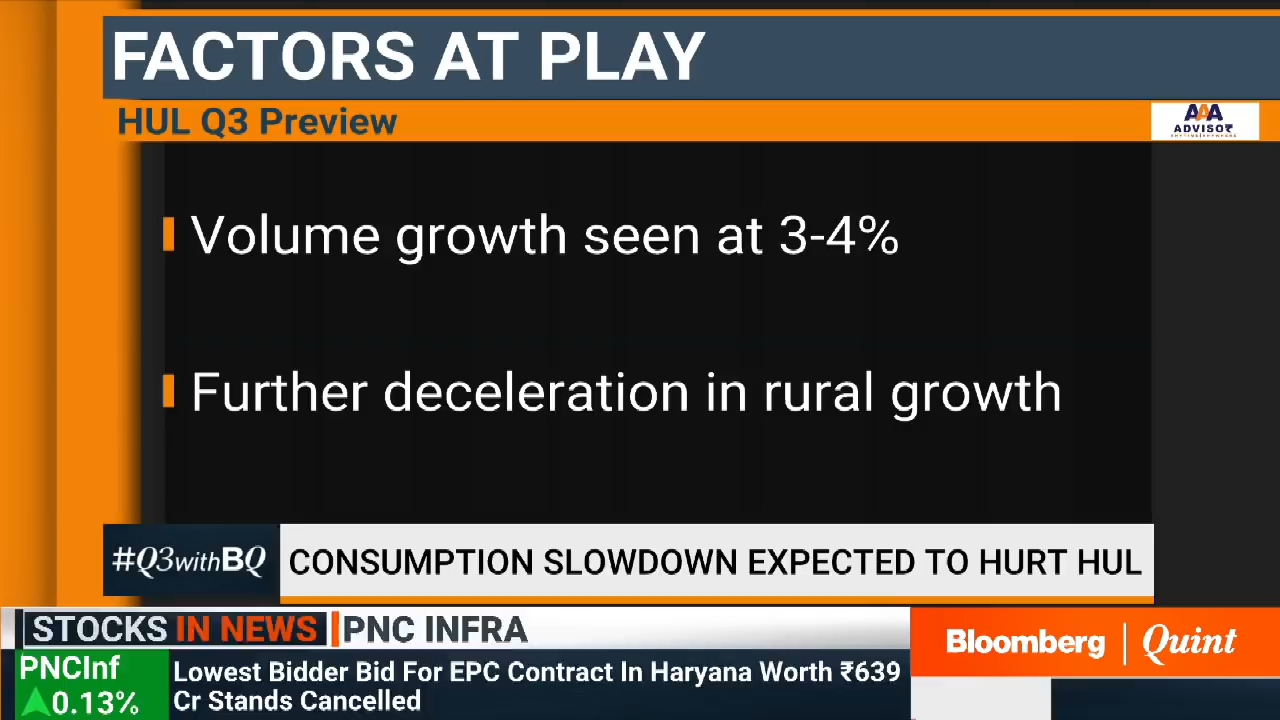 FACTORS AT PLAY
HUL Q3 Preview
AAA
ADVISOR
Volume growth seen at 3-4%
Further deceleration in rural growth
#Q3withBQ
CONSUMPTION SLOWDOWN EXPECTED TO HURT HUL
STOCKS IN NEWS PNC INFRA
Bloomberg | Quint
PNCInf
0.13%
Lowest Bidder Bid For EPC Contract In Haryana Worth ₹639
Cr Stands Cancelled